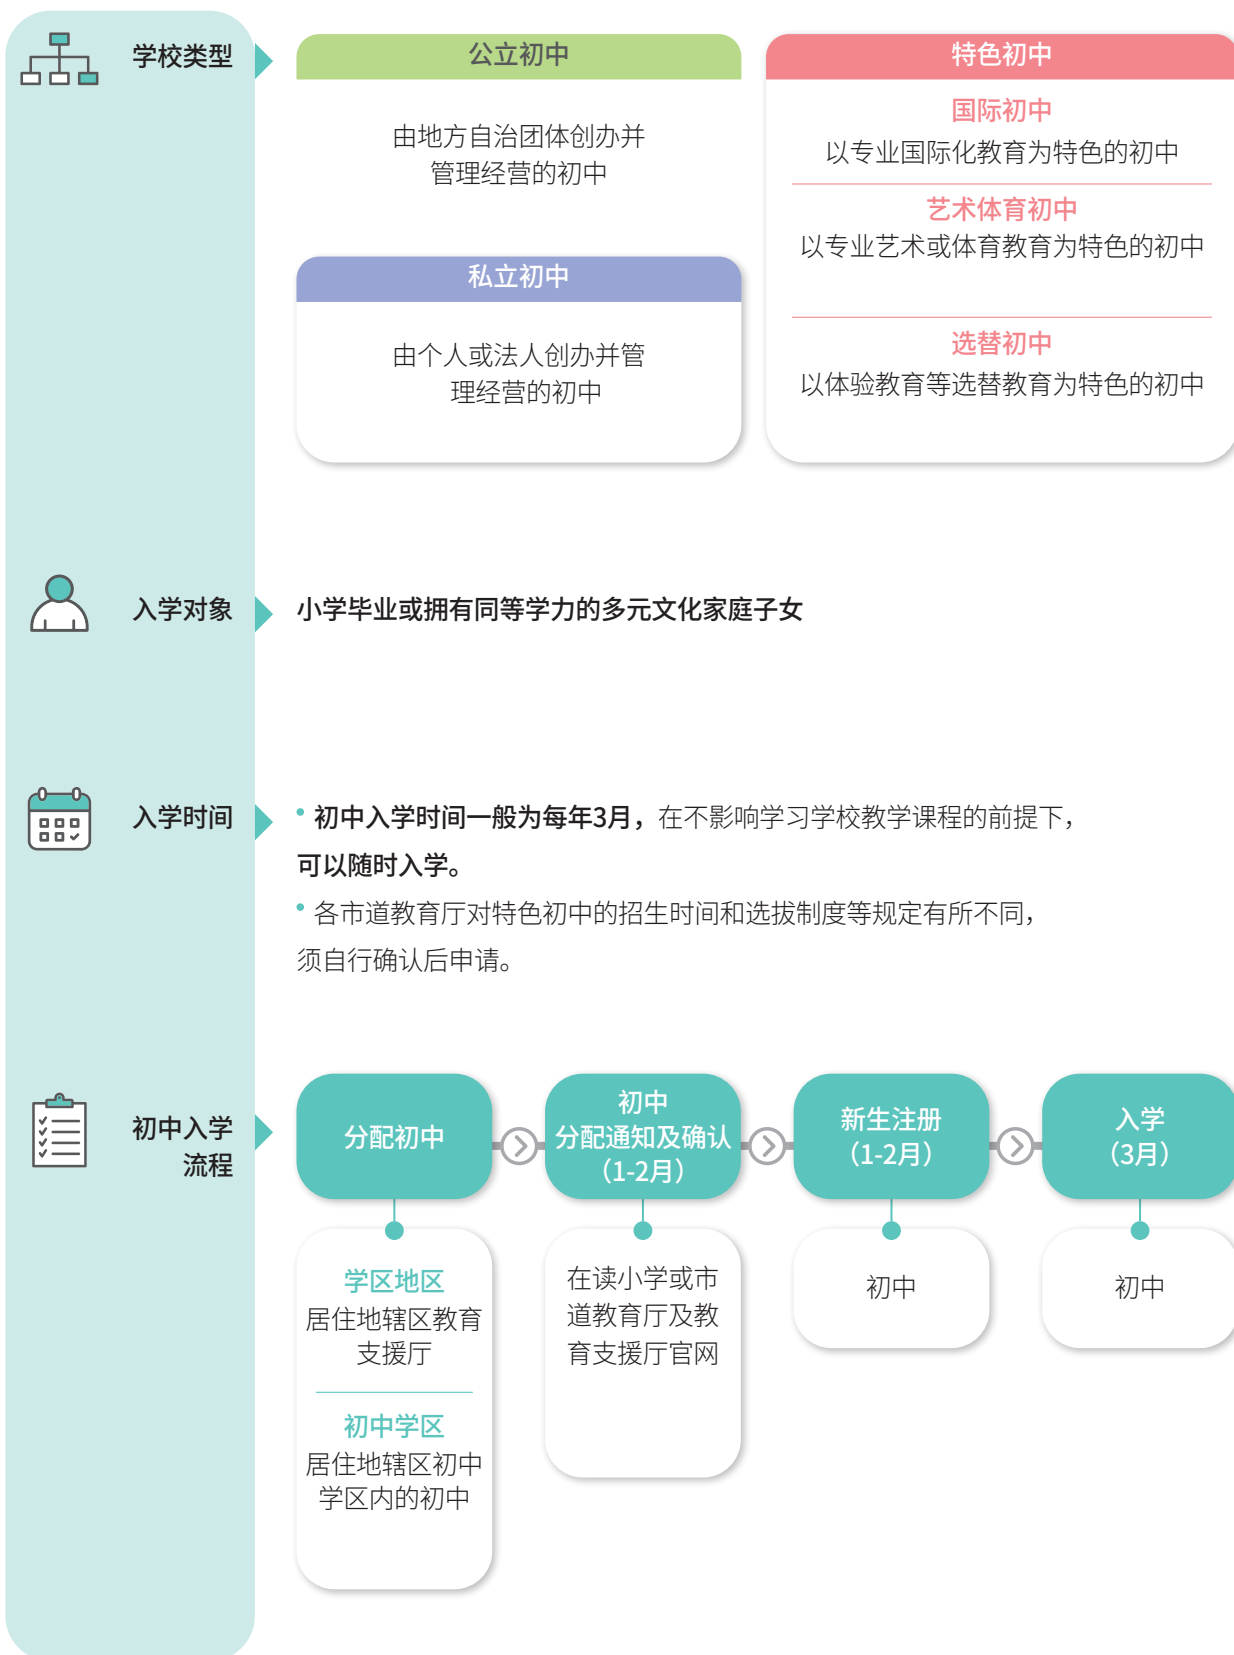 学校类型
公立初中
由地方自治团体创办并
管理经营的初中
私立初中
由个人或法人创办并管
理经营的初中
特色初中
国际初中
以专业国际化教育为特色的初中
艺术体育初中
以专业艺术或体育教育为特色的初中
选替初中
以体验教育等选替教育为特色的初中
入学对象
小学毕业或拥有同等学力的多元文化家庭子女
入学时间
• 初中入学时间一般为每年3月，在不影响学习学校教学课程的前提下，
可以随时入学。
• 各市道教育厅对特色初中的招生时间和选拔制度等规定有所不同，
须自行确认后申请。
初中入学
流程
分配初中
学区地区
居住地辖区教育
支援厅
初中学区
居住地辖区初中
学区内的初中
初中
分配通知及确认
（1-2月）
在读小学或市
道教育厅及教
育支援厅官网
新生注册
（1-2月）
初中
入学
（3月）
初中